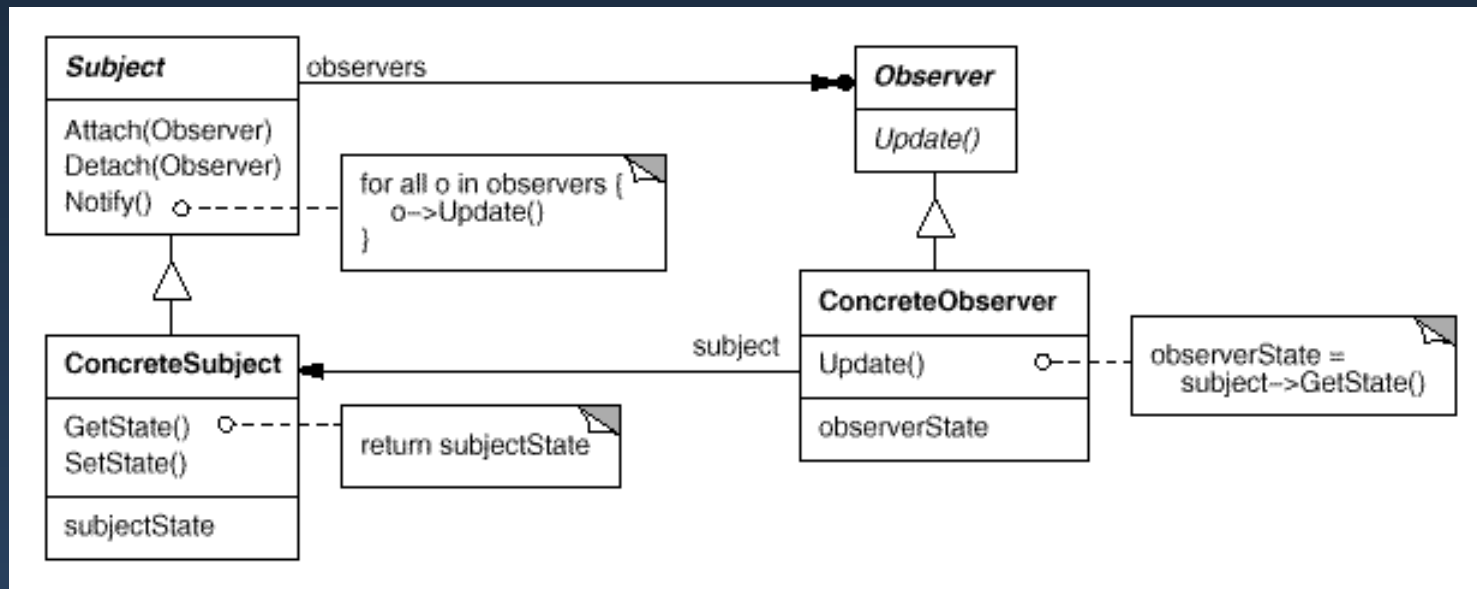 Subject
observers
Observer
Attach(Observer)
Detach(Observer)
Notify()
for all o in observers {
o->Update()
}
Update()
ConcreteSubject
GetState()
SetState()
subjectState
return subjectState
subject
ConcreteObserver
Update()
observerState
observerState =
subject->GetState()